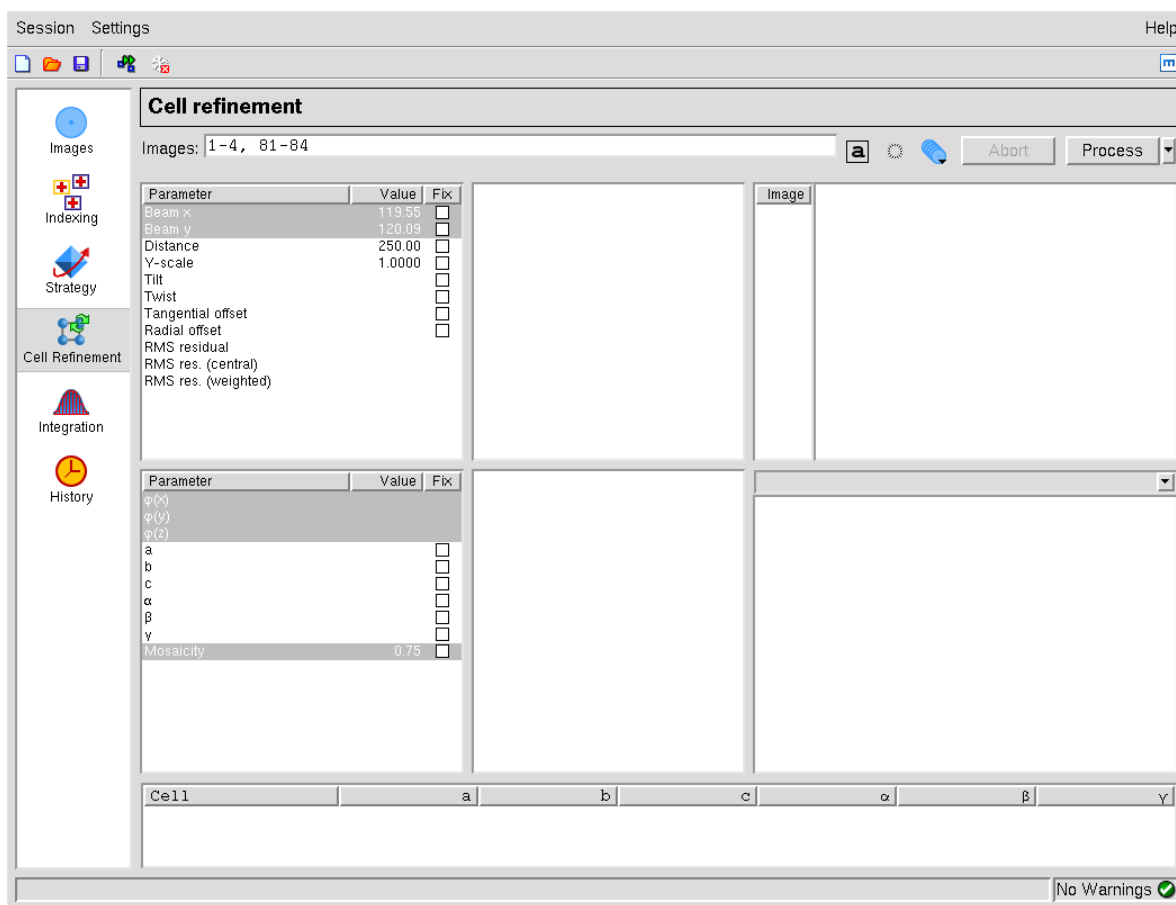 Session Settings Help
Cell refinement
Images
Images: 1-4, 81-84 a Abort Process
Indexing
Strategy
Cell Refinement
Integration
History
Parameter Value Fix
Beam x 119.55
Beam y 120.09
Distance 250.00
Y-scale 1.0000
Tilt
Twist
Tangential offset
Radial offset
RMS residual
RMS res. (central)
RMS res. (weighted)
Image
Parameter Value Fix
φ(x)
φ(y)
φ(z)
a
b
c
α
β
γ
Mosaicity 0.75
Cell a b c α β γ
No Warnings